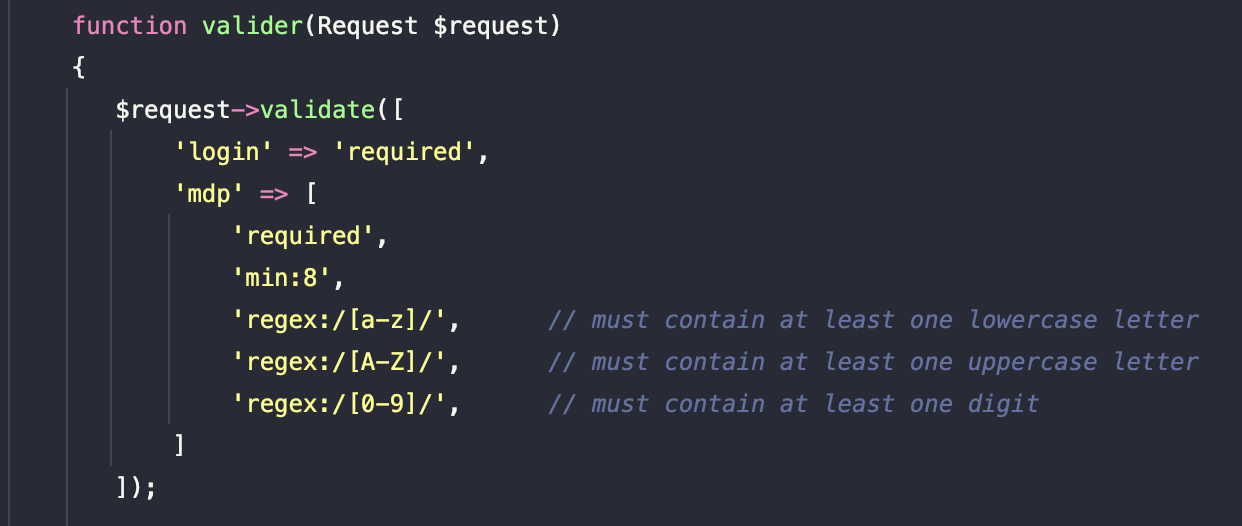 function valider(Request $request)
{
$request->validate([
'login' => 'required',
'mdp' => [
'required',
'min:8',
'regex:/[a-z]/', // must contain at least one lowercase letter
'regex:/[A-Z]/', // must contain at least one uppercase letter
'regex:/[0-9]/', // must contain at least one digit
]
]);